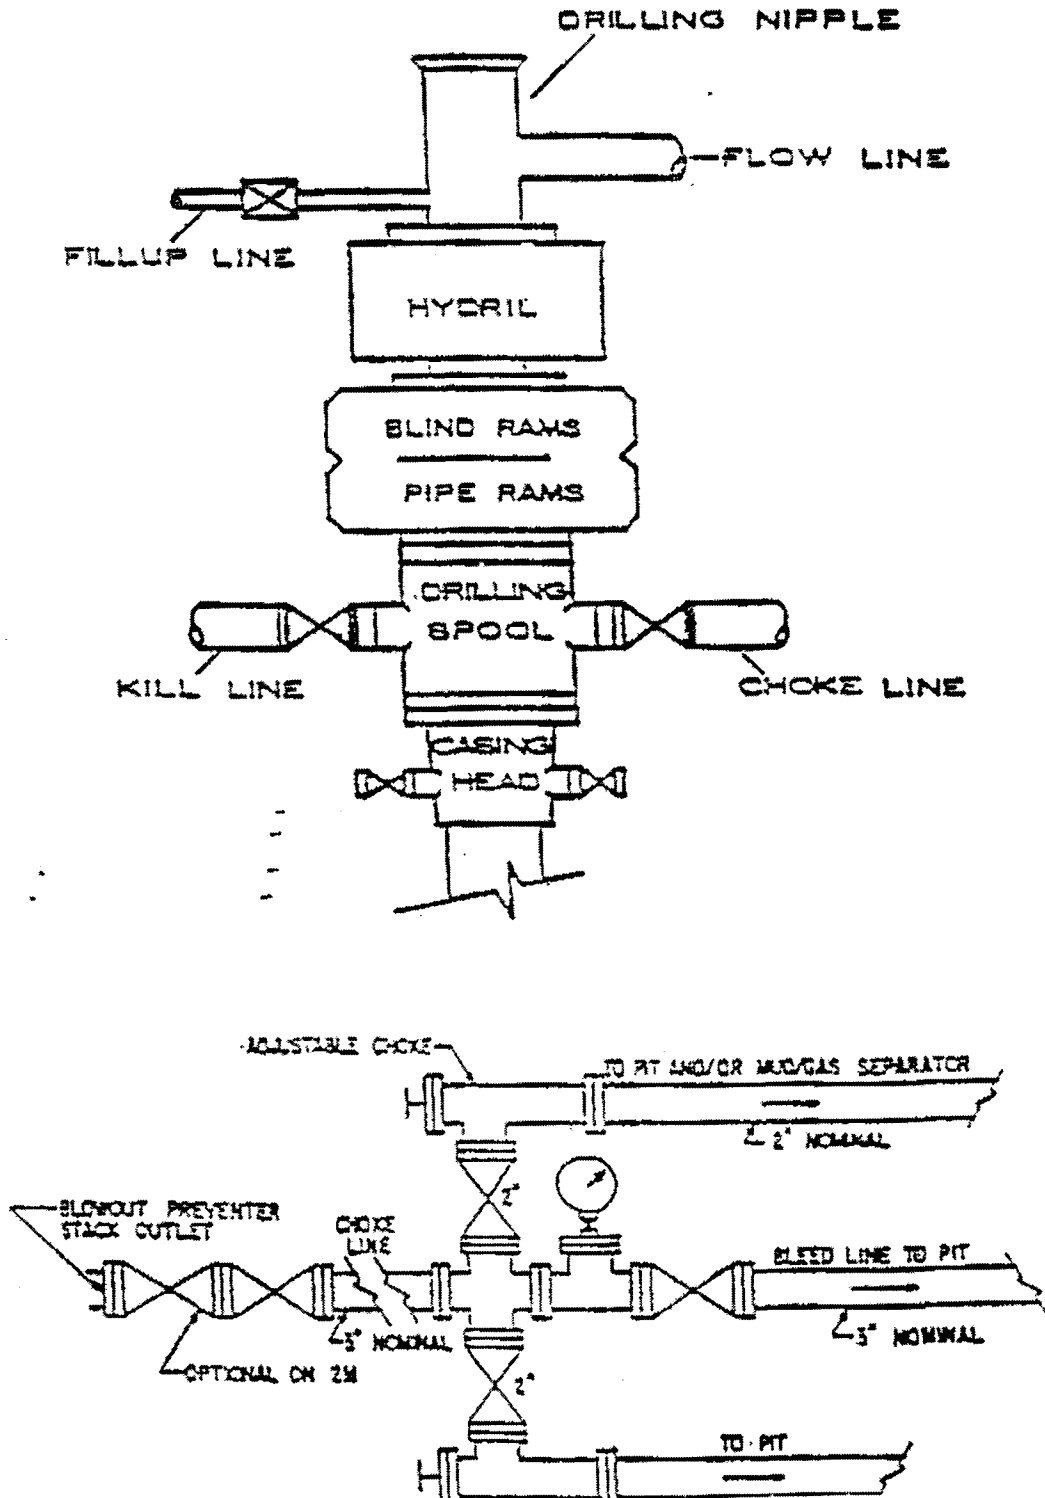 DRILLING NIPPLE
FLOW LINE
FILLUP LINE
HYDRIL
BLIND RAMS
PIPE RAMS
DRILLING
SPOOL
KILL LINE
CHOKE LINE
CASING
HEAD
ADJUSTABLE CHOKE
TO PIT AND/OR MUD/GAS SEPARATOR
2" NOMINAL
2"
BLOWOUT PREVENTER
STACK OUTLET
CHOKE
LINE
BLEED LINE TO PIT
3" NOMINAL
3" NOMINAL
OPTIONAL ON 2M
2"
TO PIT